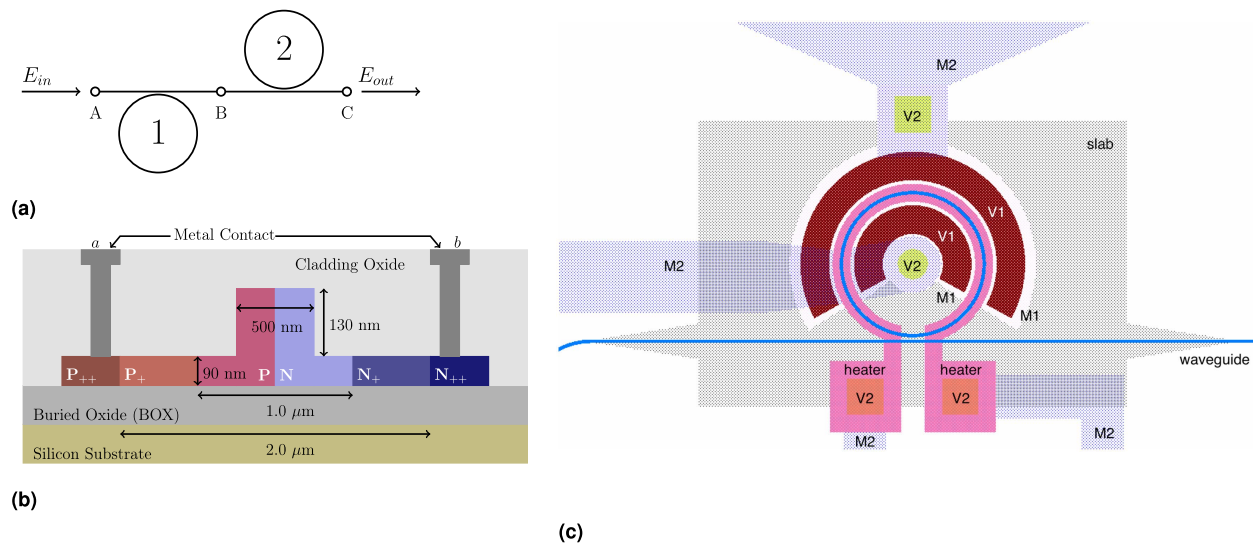 2
E_in E_out
A B C
1
(a)
a Metal Contact b
Cladding Oxide
500 nm 130 nm
90 nm
P++ P+ P N N+ N++
1.0 μm
Buried Oxide (BOX)
2.0 μm
Silicon Substrate
(b)
M2
V2
slab
V1
V1
M2
V2
M1
M1
waveguide
heater heater
V2 V2
M2 M2
(c)